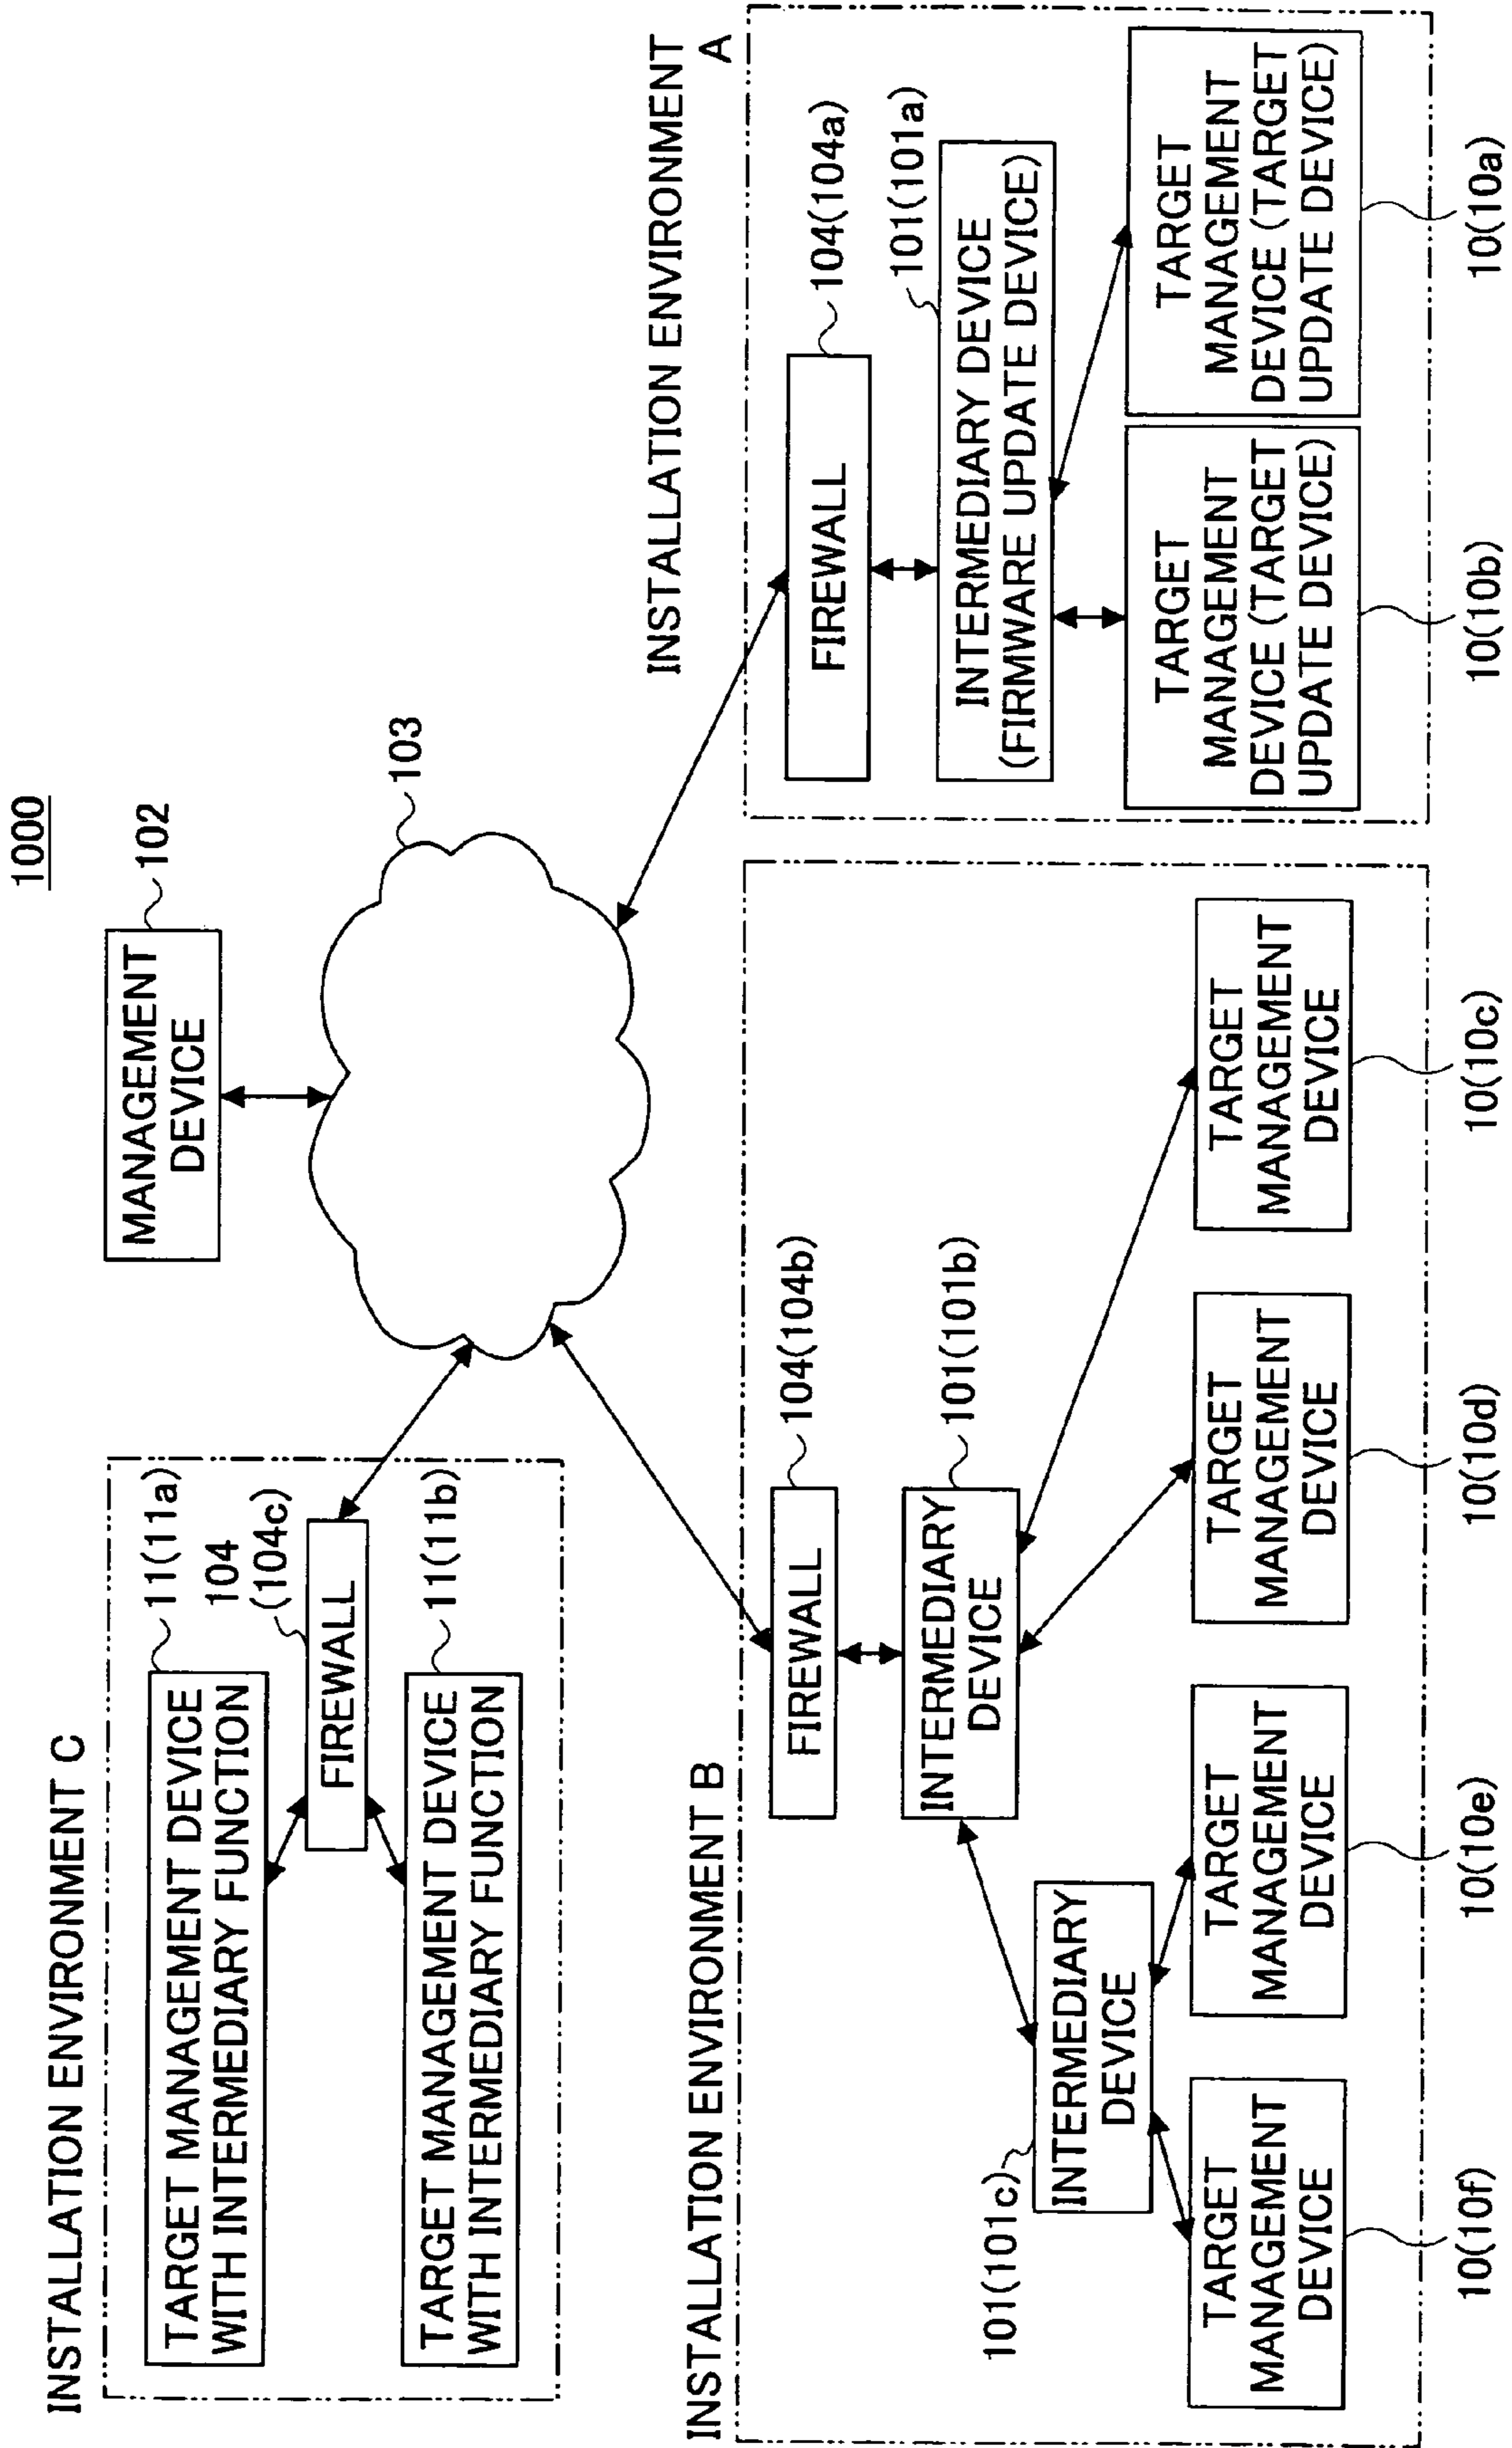 1000
INSTALLATION ENVIRONMENT C
TARGET MANAGEMENT DEVICE
WITH INTERMEDIARY FUNCTION
11(11a)
104
(104c)
FIREWALL
TARGET MANAGEMENT DEVICE
WITH INTERMEDIARY FUNCTION
11(11b)
MANAGEMENT
DEVICE
102
103
INSTALLATION ENVIRONMENT B
FIREWALL
104(104b)
INTERMEDIARY
DEVICE
101(101b)
101(101c)
INTERMEDIARY
DEVICE
TARGET
MANAGEMENT
DEVICE
10(10f)
TARGET
MANAGEMENT
DEVICE
10(10e)
TARGET
MANAGEMENT
DEVICE
10(10d)
TARGET
MANAGEMENT
DEVICE
10(10c)
INSTALLATION ENVIRONMENT
A
FIREWALL
104(104a)
101(101a)
INTERMEDIARY DEVICE
(FIRMWARE UPDATE DEVICE)
TARGET
MANAGEMENT
DEVICE (TARGET
UPDATE DEVICE)
10(10b)
TARGET
MANAGEMENT
DEVICE (TARGET
UPDATE DEVICE)
10(10a)